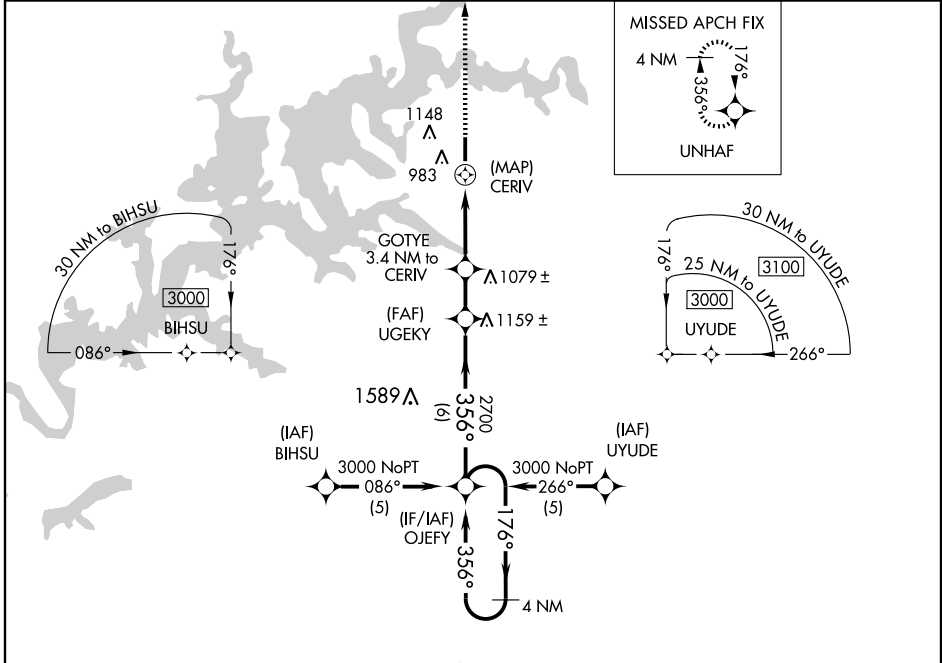 MISSED APCH FIX
4 NM
176°
356°
UNHAF
1148
983
(MAP)
CERIV
30 NM to BIHSU
176°
3000
BIHSU
086°
GOTYE
3.4 NM to
CERIV
1079 ±
(FAF)
UGEKY
1159 ±
30 NM to UYUDE
3100
25 NM to UYUDE
176°
3000
UYUDE
266°
1589
356°
(6)
2700
(IAF)
BIHSU
3000 NoPT
086°
(5)
(IAF)
UYUDE
3000 NoPT
266°
(5)
(IF/IAF)
OJEFY
356°
176°
4 NM